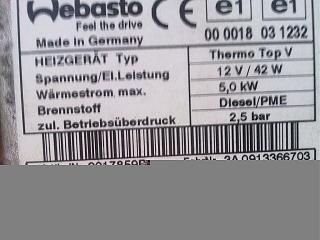 Webasto
Feel the drive
Made in Germany
e1 e1
00 0018 03 1232
HEIZGERÄT Typ Thermo Top V
Spannung/El.Leistung 12 V / 42 W
Wärmestrom, max. 5,0 kW
Brennstoff Diesel/PME
zul. Betriebsüberdruck 2,5 bar